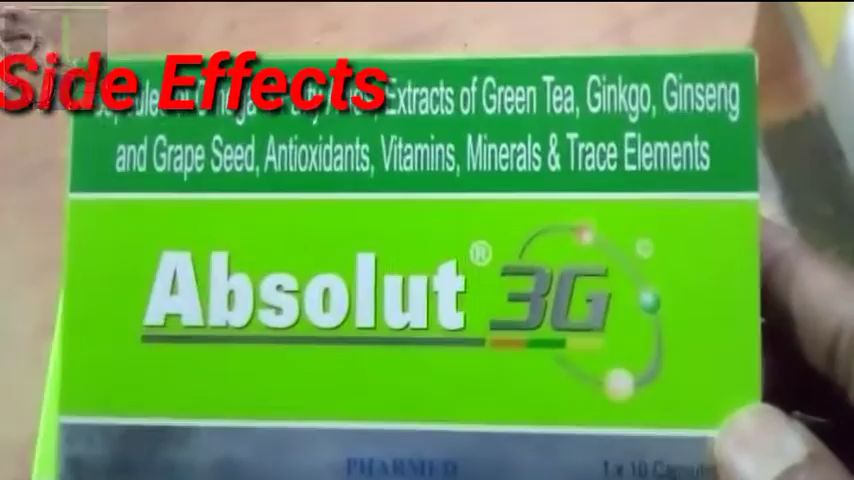 Side Effects
Extracts of Green Tea, Ginkgo, Ginseng
and Grape Seed, Antioxidants, Vitamins, Minerals & Trace Elements
Absolut® 3G
PHARMED
1 x 10